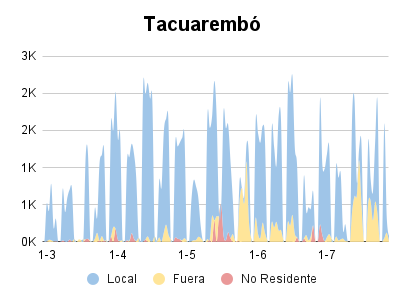 Tacuarembó
3K
2K
2K
1K
1K
0K
1-3 1-4 1-5 1-6 1-7
Local Fuera No Residente